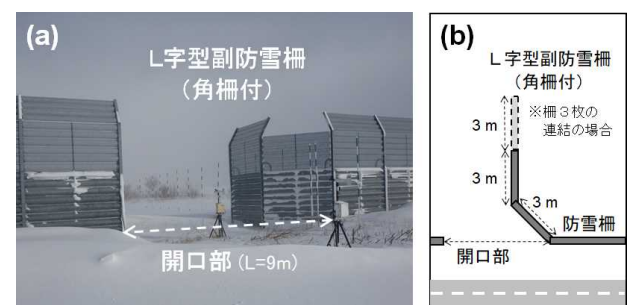 (a)
L字型副防雪柵
（角柵付）
開口部 (L=9m)
(b)
L字型副防雪柵
（角柵付）
※柵３枚の
連結の場合
3 m
3 m
3 m
防雪柵
開口部